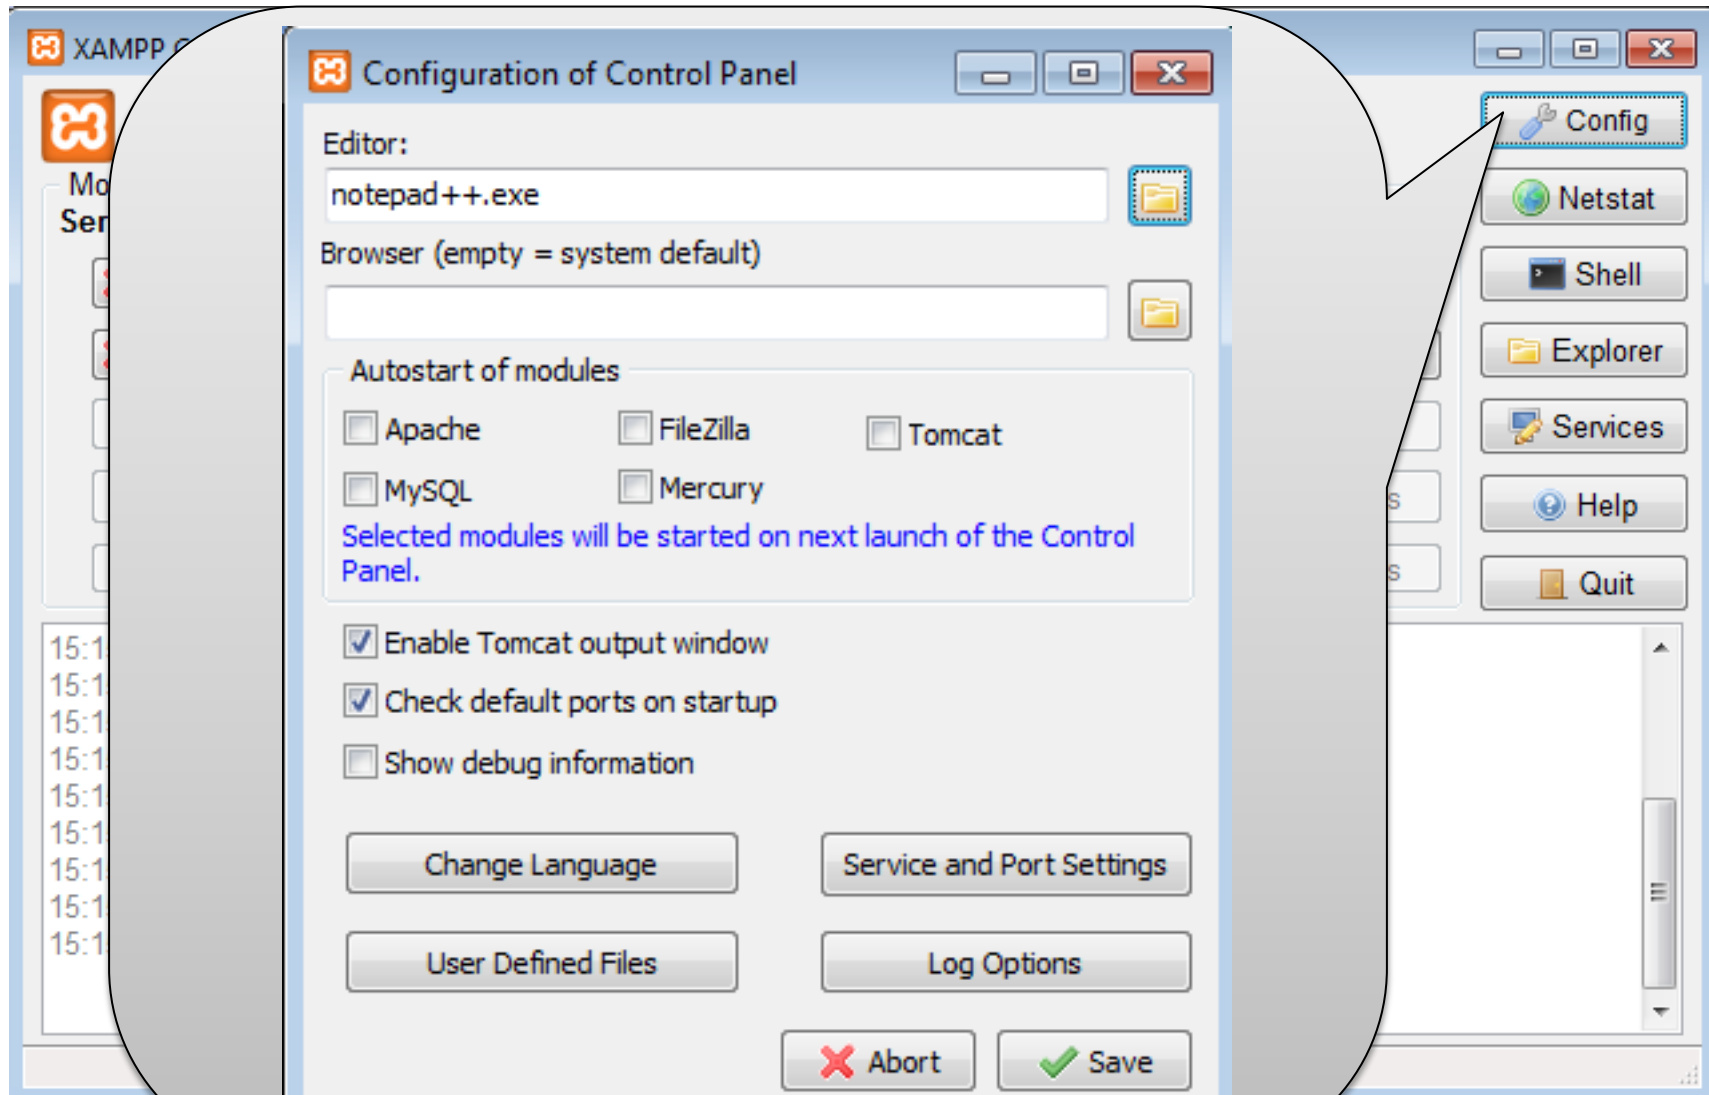 XAMPP
Configuration of Control Panel
Config
Editor:
notepad++.exe
Netstat
Browser (empty = system default)
Shell
Explorer
Autostart of modules
Apache FileZilla Tomcat
Services
MySQL Mercury
Selected modules will be started on next launch of the Control
Panel.
Help
Quit
Enable Tomcat output window
Check default ports on startup
Show debug information
Change Language Service and Port Settings
User Defined Files Log Options
Abort Save